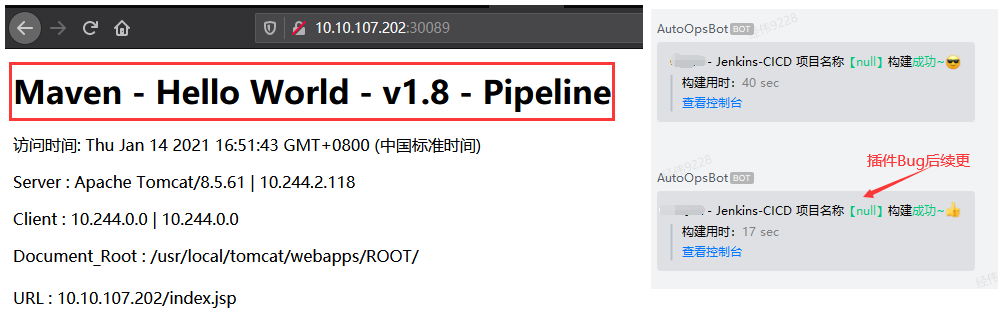 10.10.107.202:30089
Maven - Hello World - v1.8 - Pipeline
访问时间: Thu Jan 14 2021 16:51:43 GMT+0800 (中国标准时间)
Server : Apache Tomcat/8.5.61 | 10.244.2.118
Client : 10.244.0.0 | 10.244.0.0
Document_Root : /usr/local/tomcat/webapps/ROOT/
URL : 10.10.107.202/index.jsp
AutoOpsBot BOT
- Jenkins-CICD 项目名称【null】构建成功~😎
构建用时：40 sec
查看控制台
插件Bug后续更
AutoOpsBot BOT
- Jenkins-CICD 项目名称【null】构建成功~👍
构建用时：17 sec
查看控制台